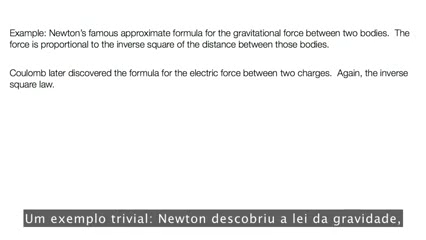 Example: Newton's famous approximate formula for the gravitational force between two bodies. The
force is proportional to the inverse square of the distance between those bodies.
Coulomb later discovered the formula for the electric force between two charges. Again, the inverse
square law.
Um exemplo trivial: Newton descobriu a lei da gravidade,